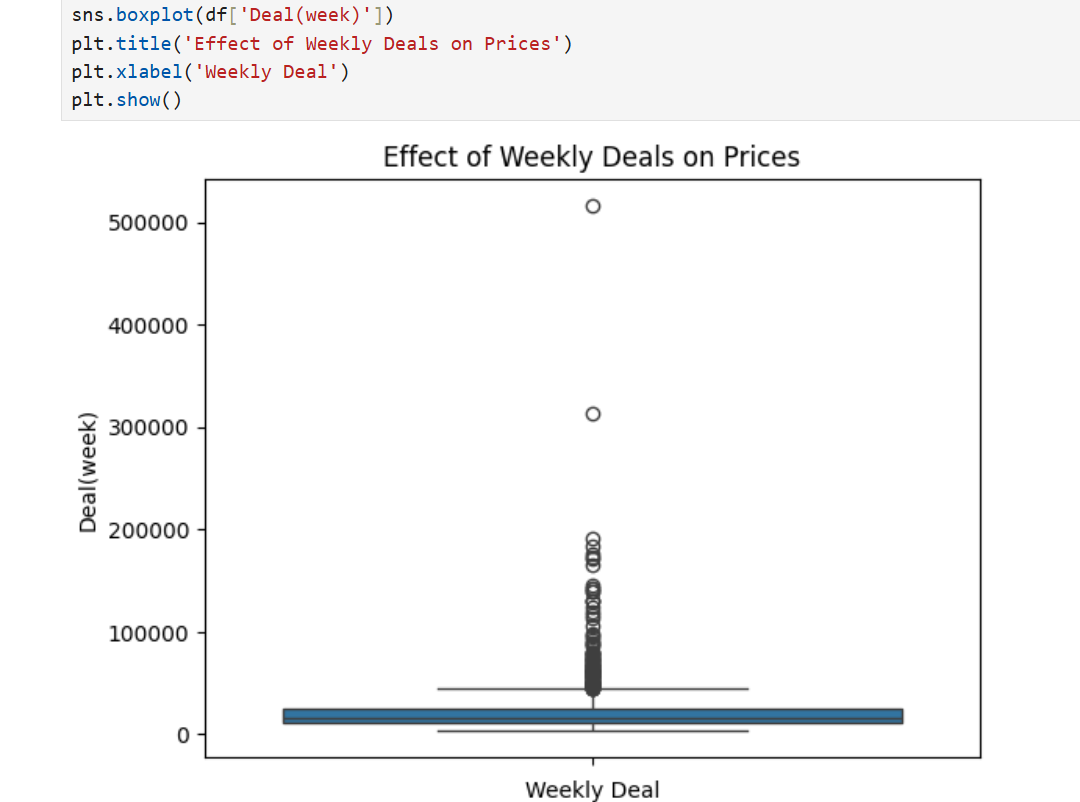 sns.boxplot(df['Deal(week)'])
plt.title('Effect of Weekly Deals on Prices')
plt.xlabel('Weekly Deal')
plt.show()
Effect of Weekly Deals on Prices
500000
400000
300000
200000
100000
0
Deal(week)
Weekly Deal